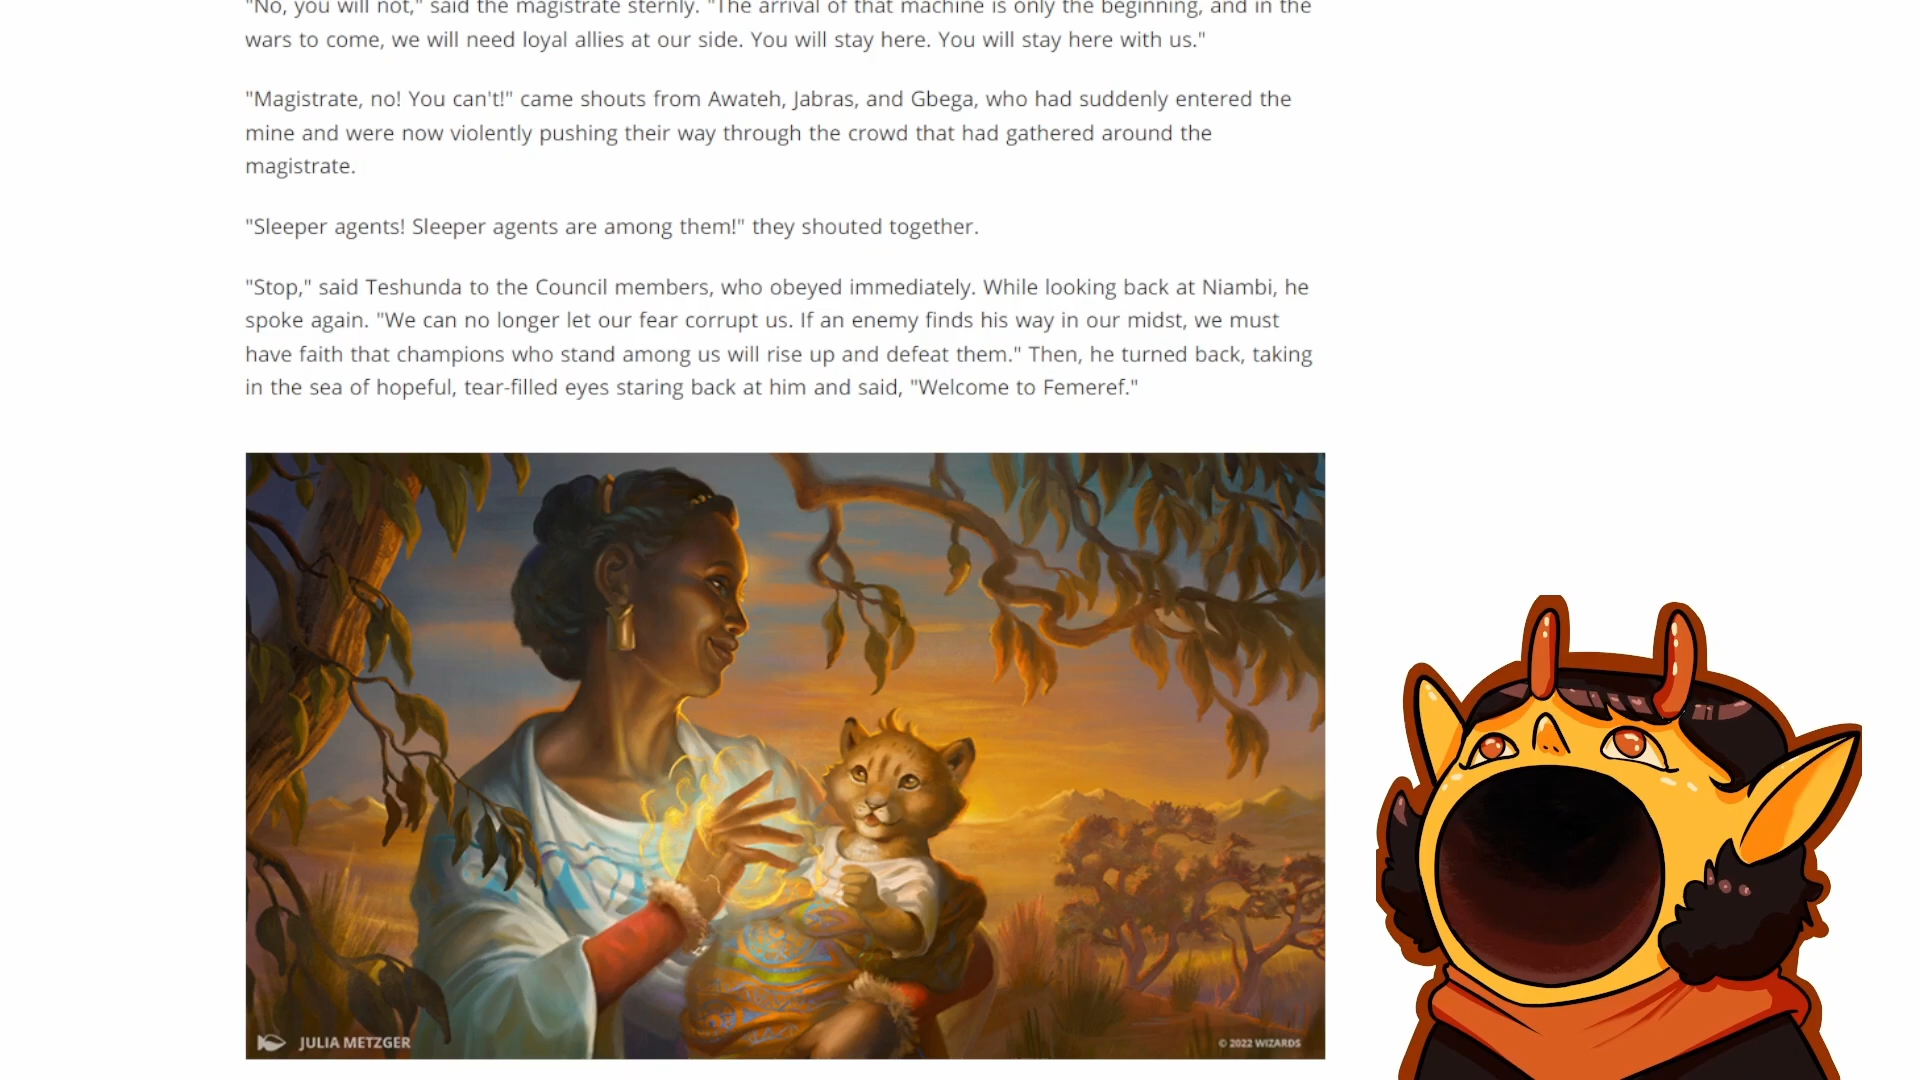 "No, you will not," said the magistrate sternly. "The arrival of that machine is only the beginning, and in the
wars to come, we will need loyal allies at our side. You will stay here. You will stay here with us."
"Magistrate, no! You can't!" came shouts from Awateh, Jabras, and Gbega, who had suddenly entered the
mine and were now violently pushing their way through the crowd that had gathered around the
magistrate.
"Sleeper agents! Sleeper agents are among them!" they shouted together.
"Stop," said Teshunda to the Council members, who obeyed immediately. While looking back at Niambi, he
spoke again. "We can no longer let our fear corrupt us. If an enemy finds his way in our midst, we must
have faith that champions who stand among us will rise up and defeat them." Then, he turned back, taking
in the sea of hopeful, tear-filled eyes staring back at him and said, "Welcome to Femeref."
JULIA METZGER
© 2022 WIZARDS